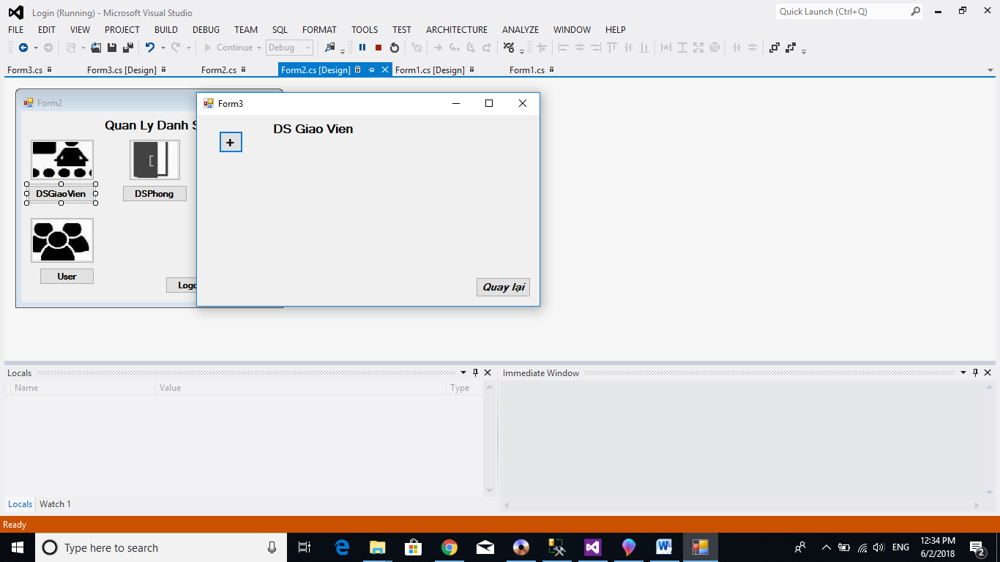 Login (Running) - Microsoft Visual Studio
Quick Launch (Ctrl+Q)
FILE EDIT VIEW PROJECT BUILD DEBUG TEAM SQL FORMAT TOOLS TEST ARCHITECTURE ANALYZE WINDOW HELP
Continue Debug
Form3.cs Form3.cs [Design] Form2.cs Form2.cs [Design] Form1.cs [Design] Form1.cs
Form2
Quan Ly Danh S
DSGiaoVien DSPhong
User
Logo
Form3
DS Giao Vien
+
Quay lại
Locals
Name Value Type
Locals Watch 1
Immediate Window
Ready
Type here to search
ENG
12:34 PM
6/2/2018
2